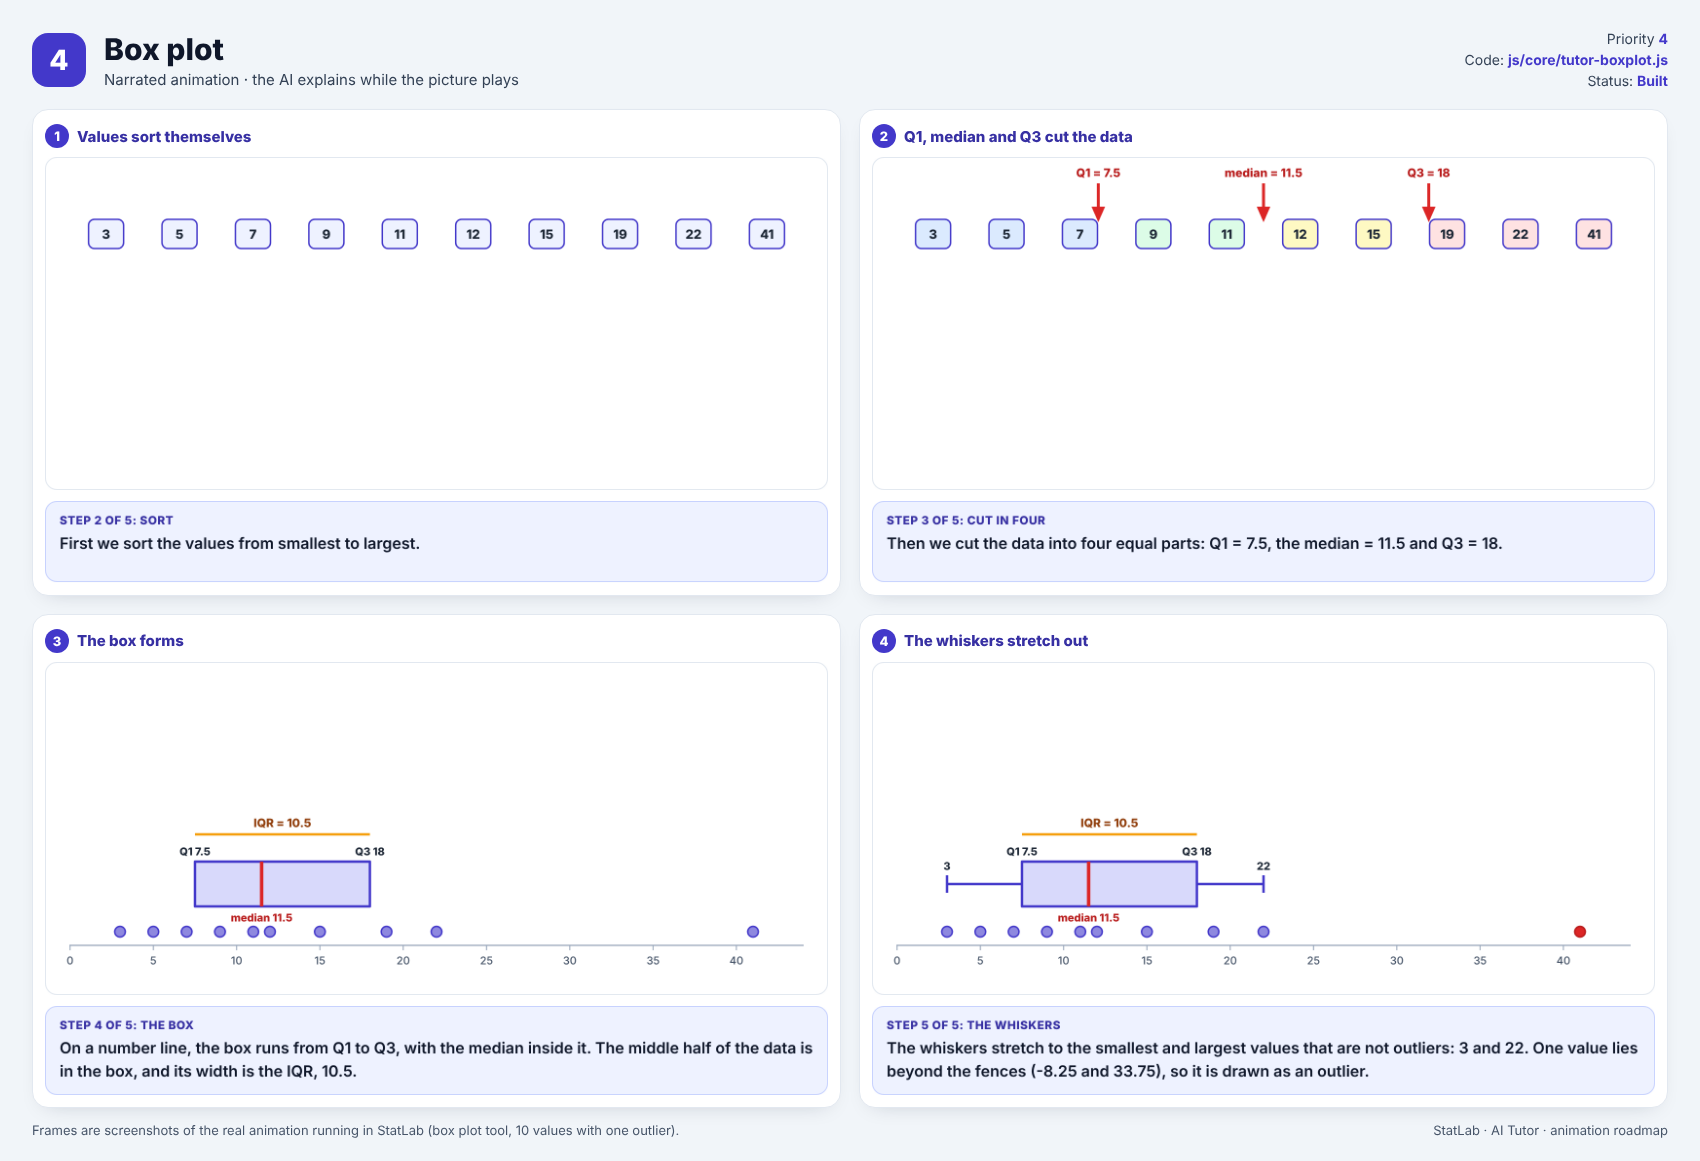 4
Box plot
Narrated animation · the AI explains while the picture plays
Priority 4
Code: js/core/tutor-boxplot.js
Status: Built
1 Values sort themselves
3 5 7 9 11 12 15 19 22 41
STEP 2 OF 5: SORT
First we sort the values from smallest to largest.
2 Q1, median and Q3 cut the data
Q1 = 7.5 median = 11.5 Q3 = 18
3 5 7 9 11 12 15 19 22 41
STEP 3 OF 5: CUT IN FOUR
Then we cut the data into four equal parts: Q1 = 7.5, the median = 11.5 and Q3 = 18.
3 The box forms
IQR = 10.5
Q1 7.5 Q3 18
median 11.5
0 5 10 15 20 25 30 35 40
STEP 4 OF 5: THE BOX
On a number line, the box runs from Q1 to Q3, with the median inside it. The middle half of the data is
in the box, and its width is the IQR, 10.5.
4 The whiskers stretch out
IQR = 10.5
Q1 7.5 Q3 18
3 22
median 11.5
0 5 10 15 20 25 30 35 40
STEP 5 OF 5: THE WHISKERS
The whiskers stretch to the smallest and largest values that are not outliers: 3 and 22. One value lies
beyond the fences (-8.25 and 33.75), so it is drawn as an outlier.
Frames are screenshots of the real animation running in StatLab (box plot tool, 10 values with one outlier).
StatLab · AI Tutor · animation roadmap